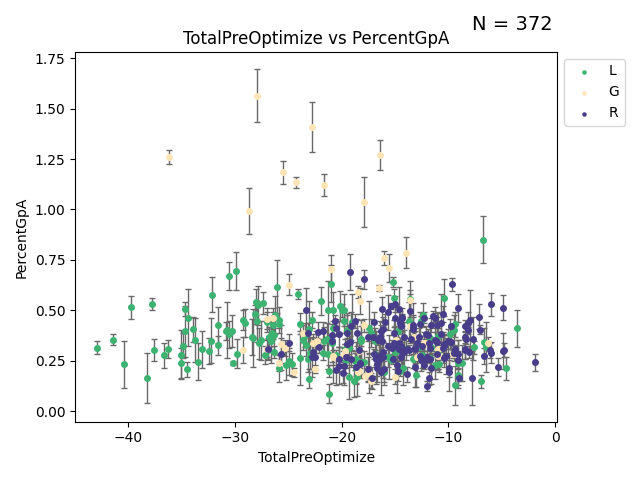 N = 372
TotalPreOptimize vs PercentGpA
1.75
1.50
1.25
1.00
0.75
0.50
0.25
0.00
PercentGpA
−40
−30
−20
−10
0
TotalPreOptimize
L
G
R